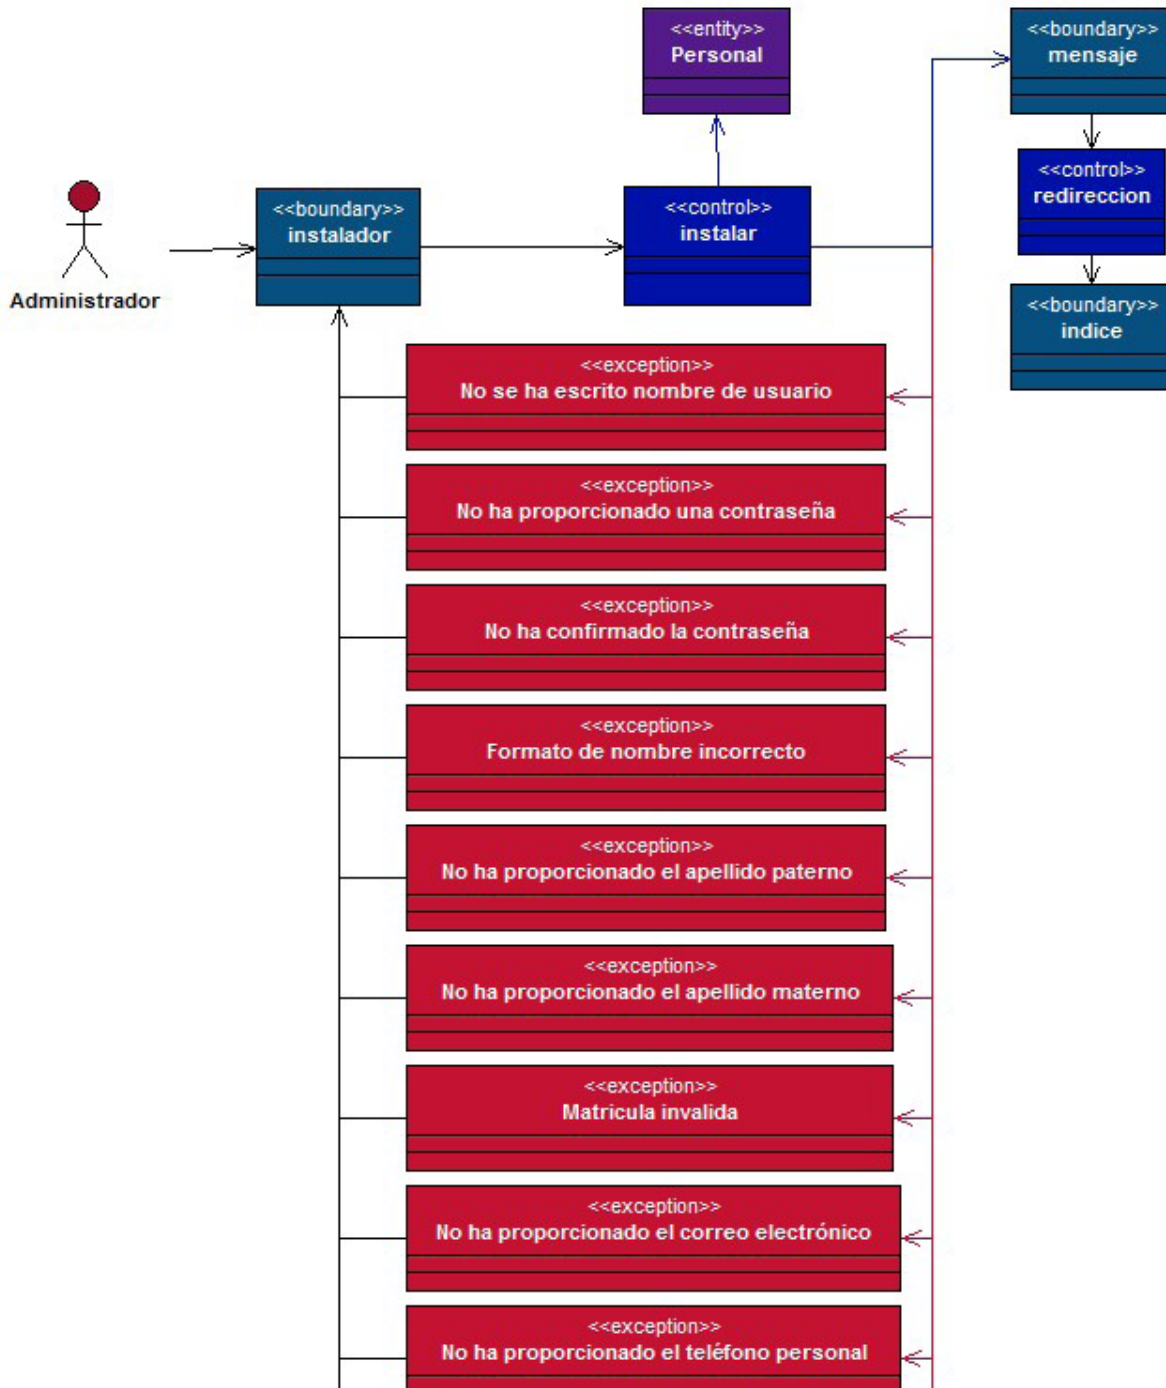 <<entity>>
Personal
<<boundary>>
mensaje
<<control>>
redireccion
<<boundary>>
indice
Administrador
<<boundary>>
instalador
<<control>>
instalar
<<exception>>
No se ha escrito nombre de usuario
<<exception>>
No ha proporcionado una contraseña
<<exception>>
No ha confirmado la contraseña
<<exception>>
Formato de nombre incorrecto
<<exception>>
No ha proporcionado el apellido paterno
<<exception>>
No ha proporcionado el apellido materno
<<exception>>
Matricula invalida
<<exception>>
No ha proporcionado el correo electrónico
<<exception>>
No ha proporcionado el teléfono personal